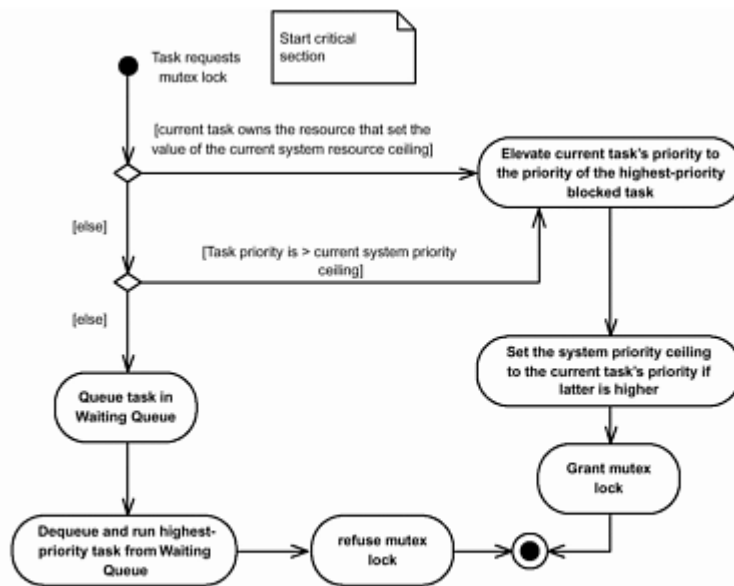 Task requests
mutex lock
Start critical
section
[current task owns the resource that set the
value of the current system resource ceiling]
Elevate current task's priority to
the priority of the highest-priority
blocked task
[else]
[Task priority is > current system priority
ceiling]
[else]
Set the system priority ceiling
to the current task's priority if
latter is higher
Queue task in
Waiting Queue
Grant mutex
lock
Dequeue and run highest-
priority task from Waiting
Queue
refuse mutex
lock